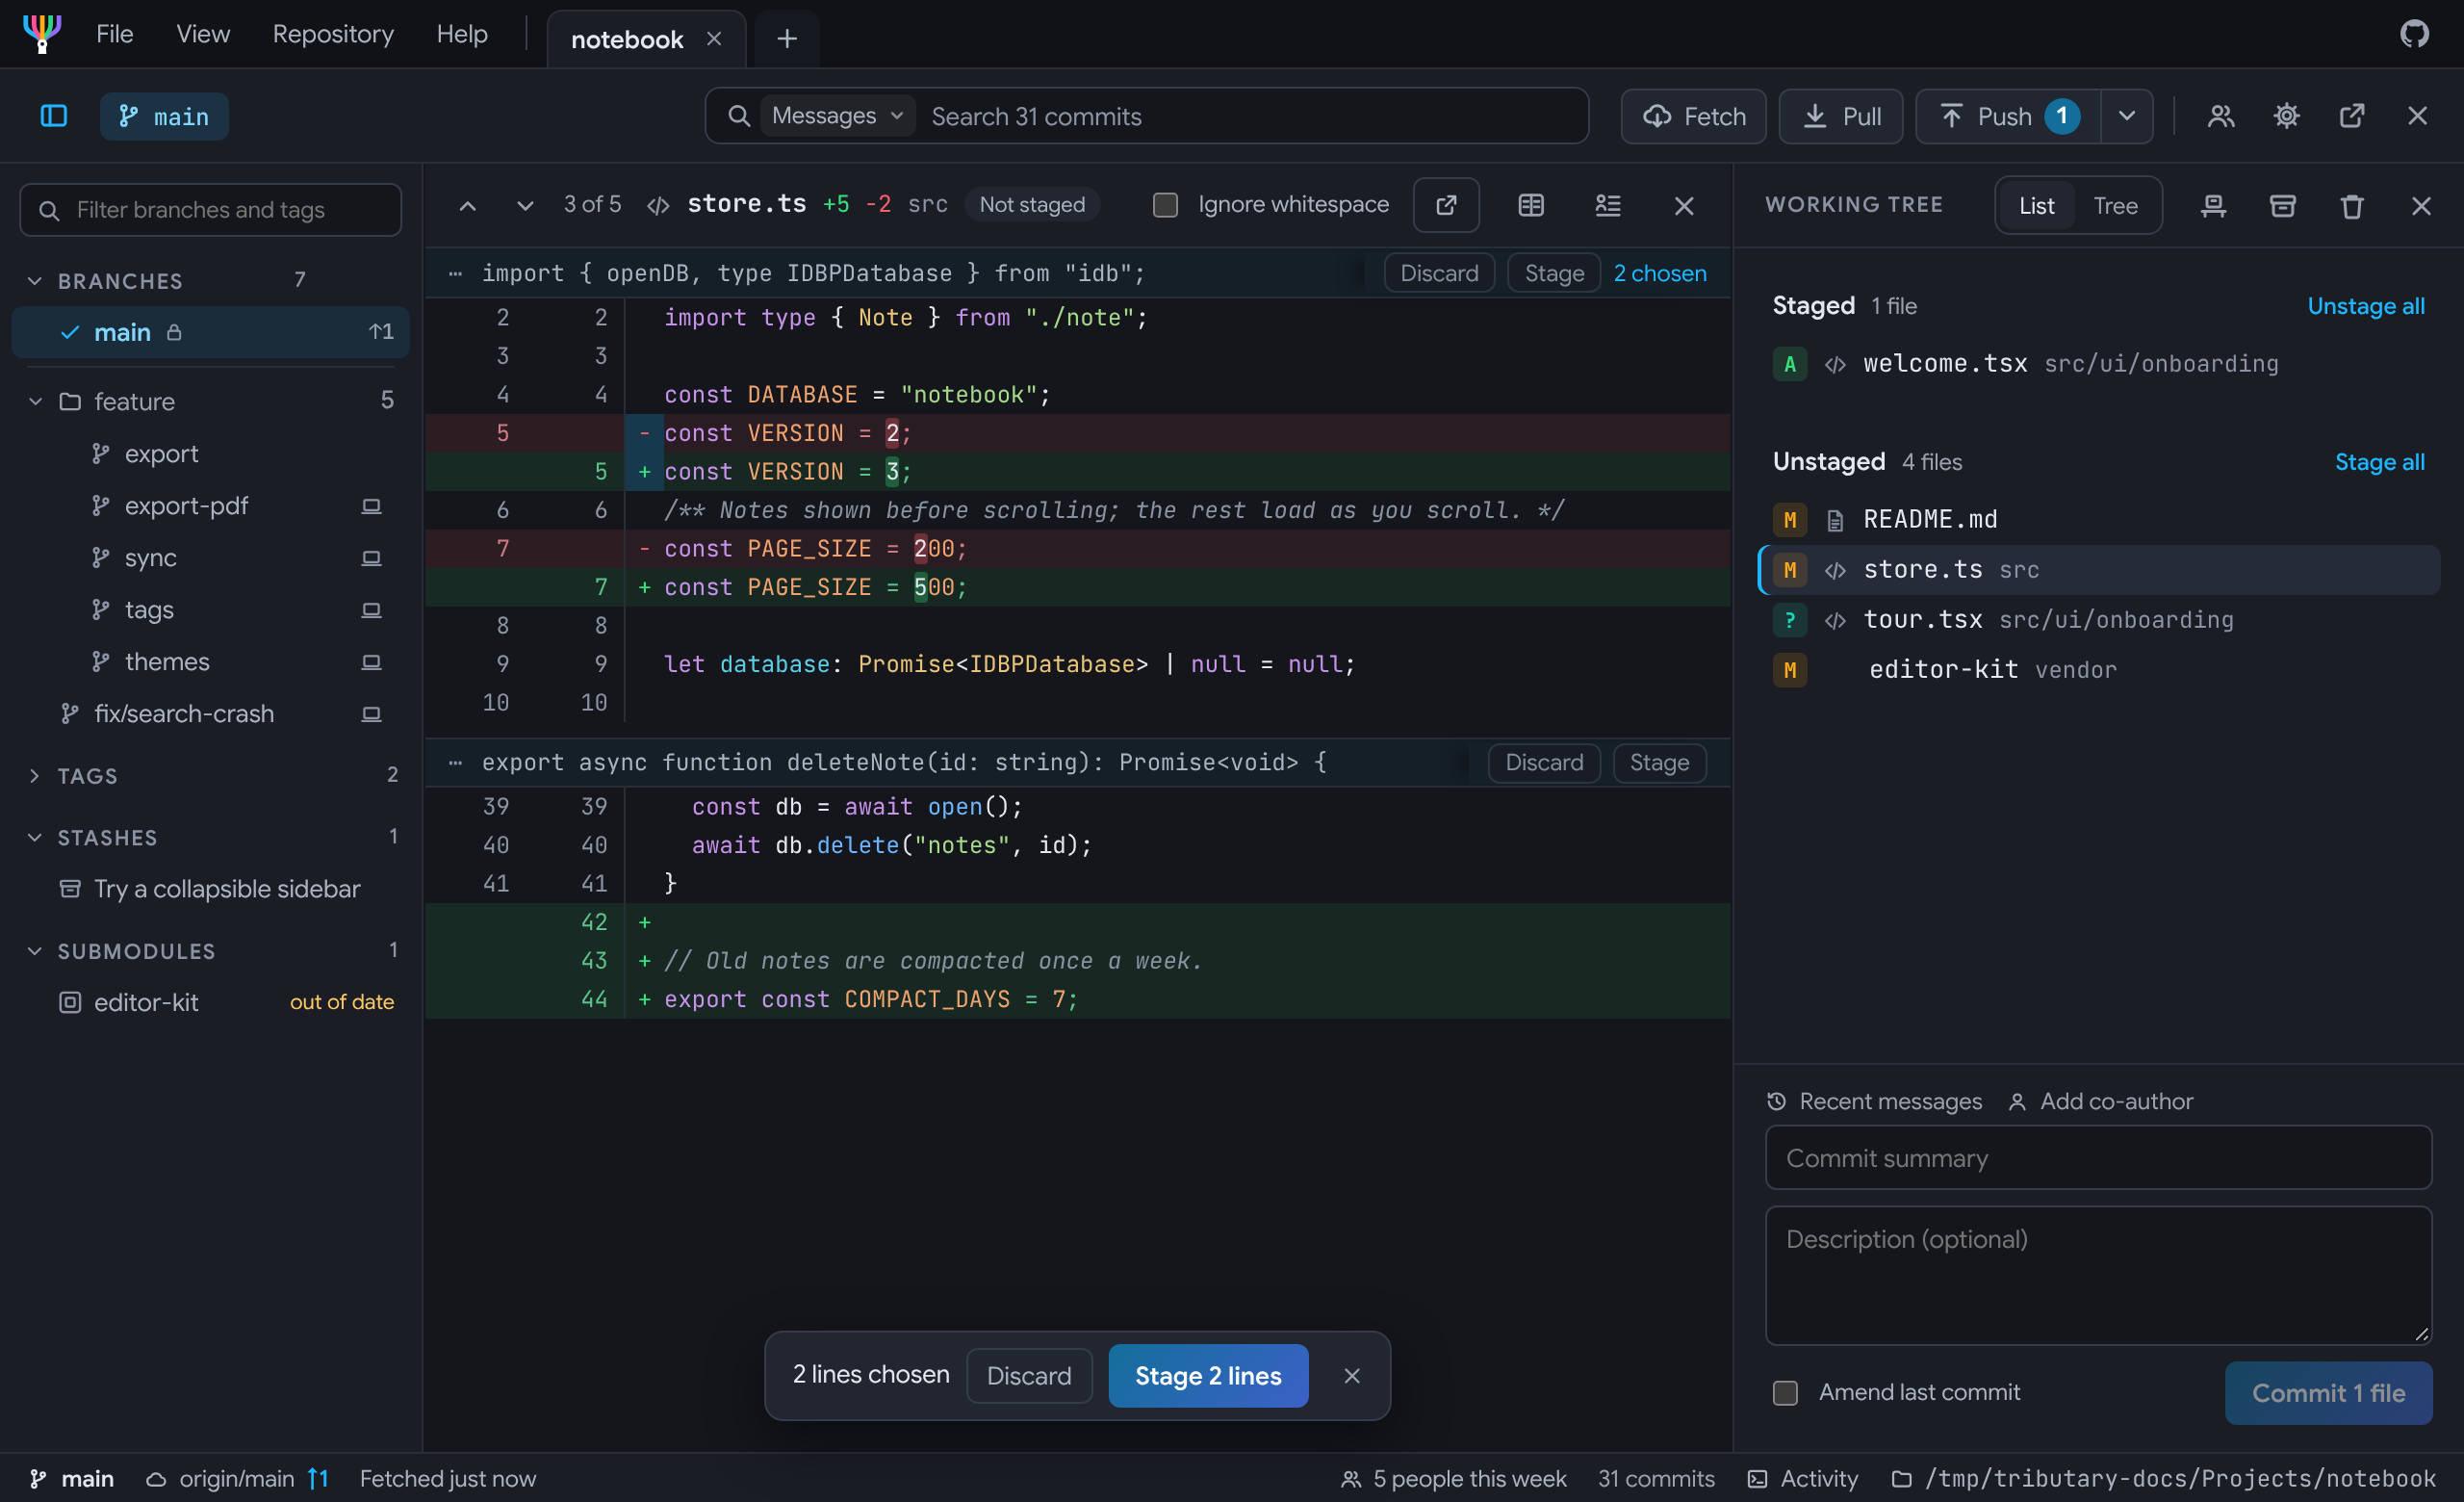 File View Repository Help notebook
main Messages Search 31 commits Fetch Pull Push 1
Filter branches and tags
BRANCHES 7
main ↑1
feature 5
export
export-pdf
sync
tags
themes
fix/search-crash
TAGS 2
STASHES 1
Try a collapsible sidebar
SUBMODULES 1
editor-kit out of date
3 of 5 store.ts +5 -2 src Not staged Ignore whitespace
import { openDB, type IDBPDatabase } from "idb"; Discard Stage 2 chosen
2 2 import type { Note } from "./note";
3 3
4 4 const DATABASE = "notebook";
5 - const VERSION = 2;
5 + const VERSION = 3;
6 6 /** Notes shown before scrolling; the rest load as you scroll. */
7 - const PAGE_SIZE = 200;
7 + const PAGE_SIZE = 500;
8 8
9 9 let database: Promise<IDBPDatabase> | null = null;
10 10
export async function deleteNote(id: string): Promise<void> { Discard Stage
39 39 const db = await open();
40 40 await db.delete("notes", id);
41 41 }
42 +
43 + // Old notes are compacted once a week.
44 + export const COMPACT_DAYS = 7;
2 lines chosen Discard Stage 2 lines
WORKING TREE List Tree
Staged 1 file Unstage all
A welcome.tsx src/ui/onboarding
Unstaged 4 files Stage all
M README.md
M store.ts src
? tour.tsx src/ui/onboarding
M editor-kit vendor
Recent messages Add co-author
Commit summary
Description (optional)
Amend last commit Commit 1 file
main origin/main ↑1 Fetched just now 5 people this week 31 commits Activity /tmp/tributary-docs/Projects/notebook